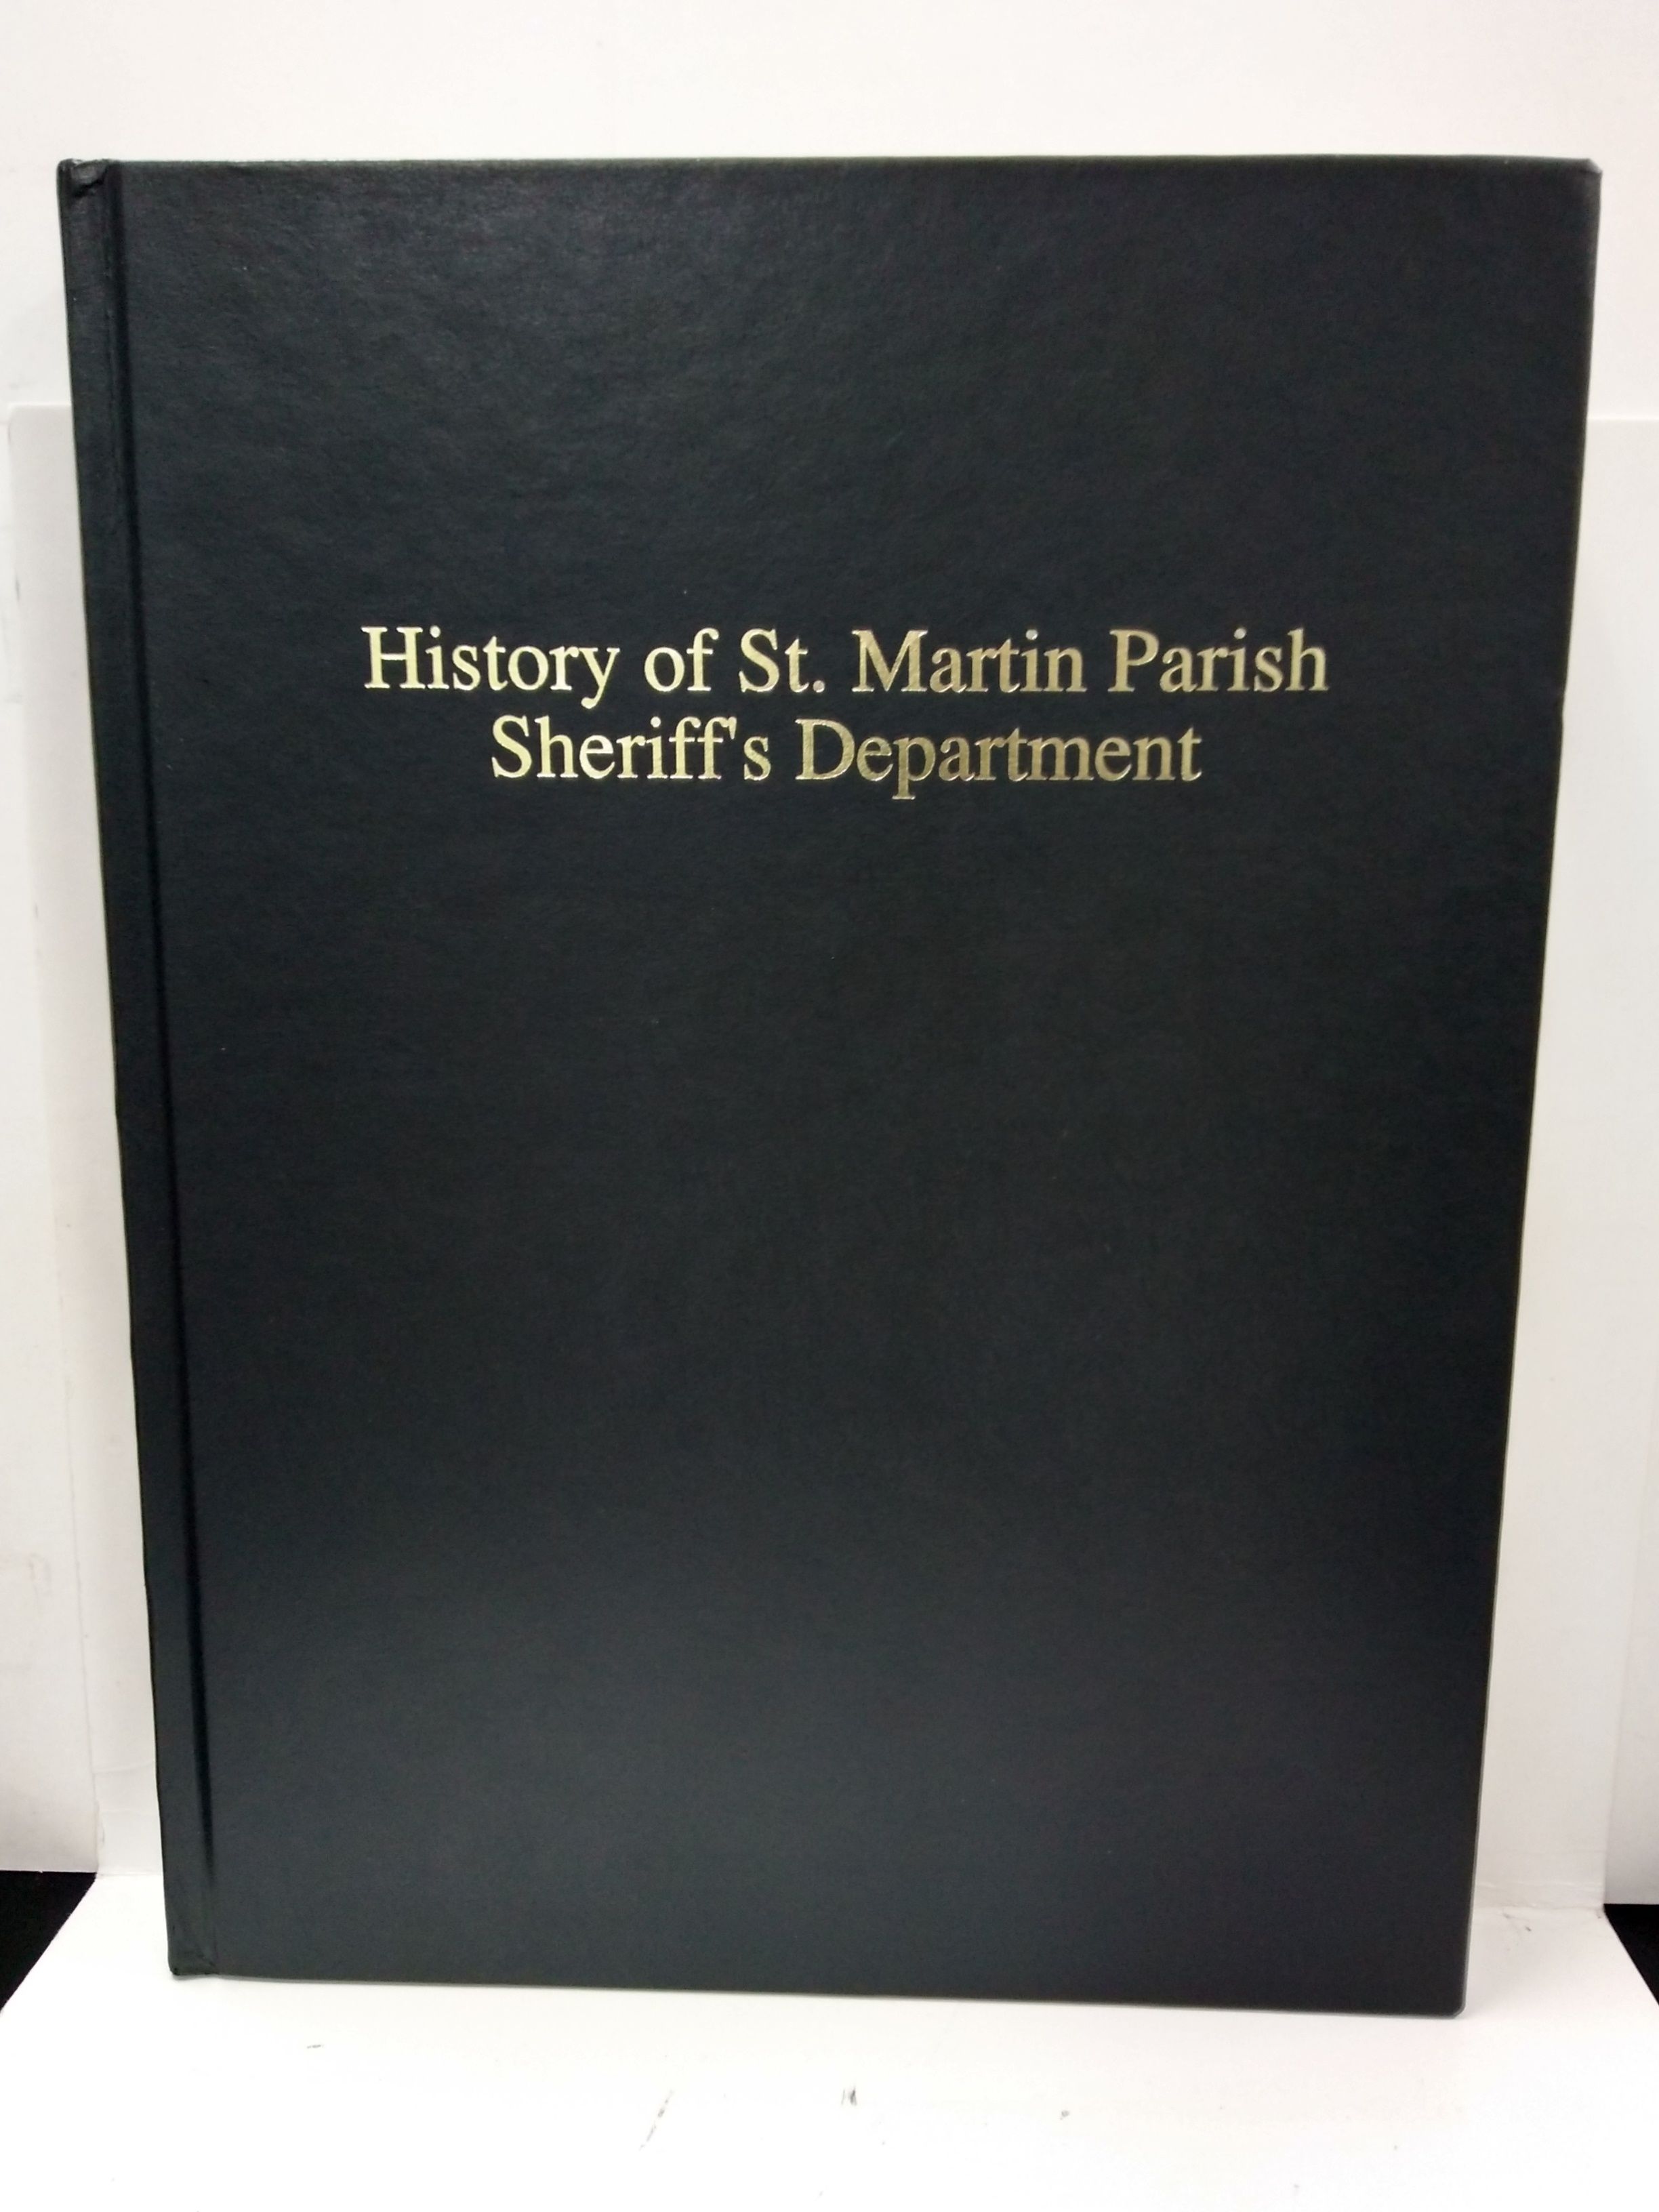 History of St. Martin Parish
Sheriff's Department